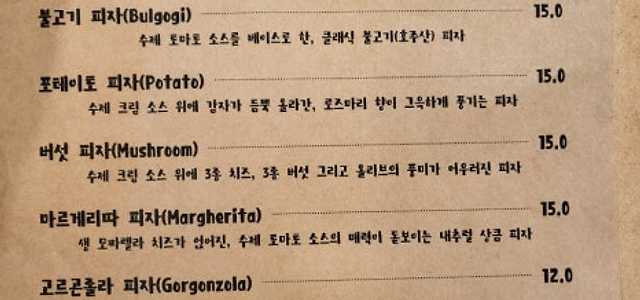 불고기 피자(Bulgogi) 15.0
수제 토마토 소스를 베이스로 한, 클래식 불고기(호주산) 피자
포테이토 피자(Potato) 15.0
수제 크림 소스 위에 감자가 듬뿍 올라간, 로즈마리 향이 그윽하게 풍기는 피자
버섯 피자(Mushroom) 15.0
수제 크림 소스 위에 3종 치즈, 3종 버섯 그리고 올리브의 풍미가 어우러진 피자
마르게리따 피자(Margherita) 15.0
생 모짜렐라 치즈가 얹어진, 수제 토마토 소스의 매력이 돋보이는 내추럴 상큼 피자
고르곤졸라 피자(Gorgonzola) 12.0